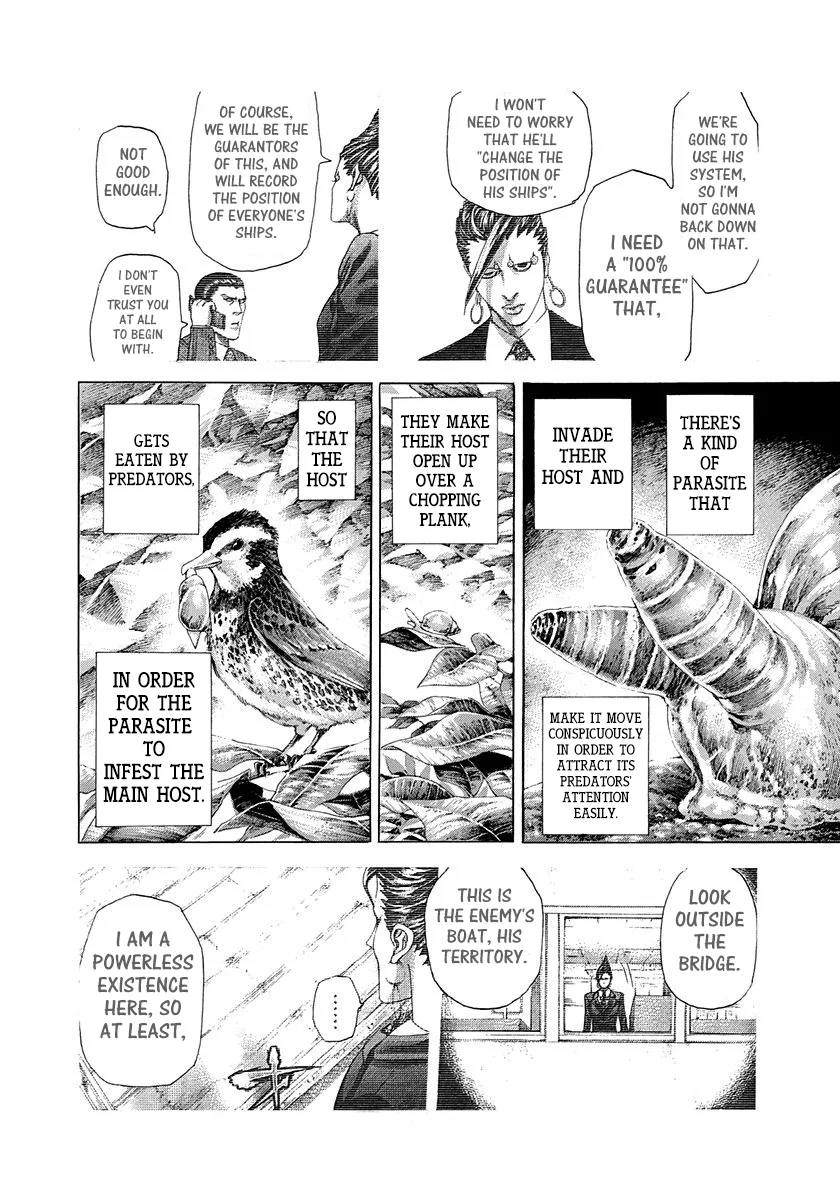 WE'RE
GOING TO
USE HIS
SYSTEM,
SO I'M
NOT GONNA
BACK DOWN
ON THAT.
I WON'T
NEED TO WORRY
THAT HE'LL
"CHANGE THE
POSITION OF
HIS SHIPS".
I NEED
A "100%
GUARANTEE"
THAT,
OF COURSE,
WE WILL BE THE
GUARANTORS
OF THIS, AND
WILL RECORD
THE POSITION
OF EVERYONE'S
SHIPS.
NOT
GOOD
ENOUGH.
I DON'T
EVEN
TRUST YOU
AT ALL
TO BEGIN
WITH.
THERE'S
A KIND
OF
PARASITE
THAT
INVADE
THEIR
HOST AND
MAKE IT MOVE
CONSPICUOUSLY
IN ORDER TO
ATTRACT ITS
PREDATORS'
ATTENTION
EASILY.
THEY MAKE
THEIR HOST
OPEN UP
OVER A
CHOPPING
PLANK,
SO
THAT
THE
HOST
GETS
EATEN BY
PREDATORS,
IN ORDER
FOR THE
PARASITE
TO
INFEST THE
MAIN HOST.
LOOK
OUTSIDE
THE
BRIDGE.
THIS IS
THE ENEMY'S
BOAT, HIS
TERRITORY.
......
I AM A
POWERLESS
EXISTENCE
HERE, SO
AT LEAST,